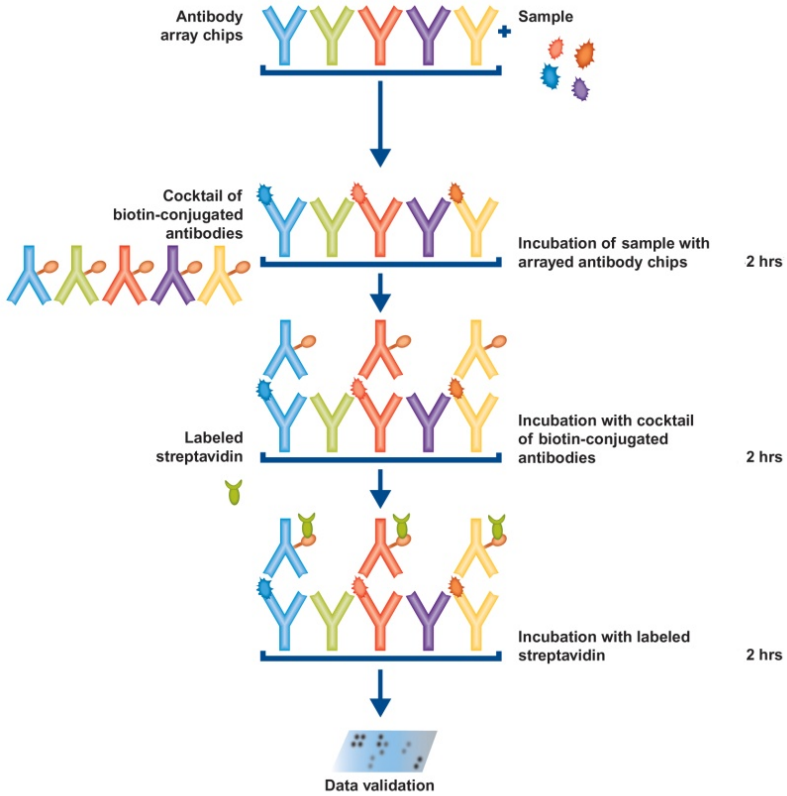 Antibody
array chips
+
Sample
Cocktail of
biotin-conjugated
antibodies
Incubation of sample with
arrayed antibody chips
2 hrs
Incubation with cocktail
of biotin-conjugated
antibodies
2 hrs
Labeled
streptavidin
Incubation with labeled
streptavidin
2 hrs
Data validation